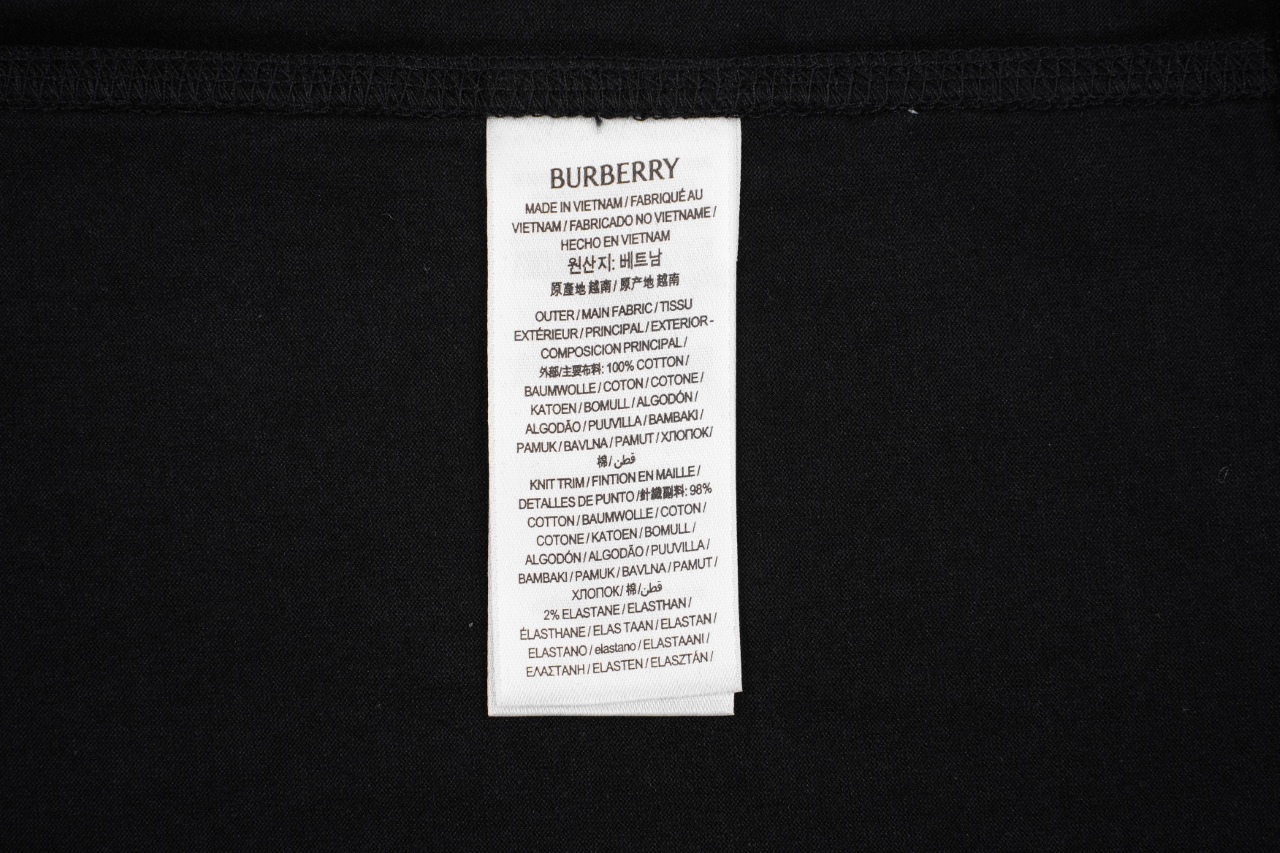 BURBERRY
MADE IN VIETNAM / FABRIQUÉ AU
VIETNAM / FABRICADO NO VIETNAME /
HECHO EN VIETNAM
원산지: 베트남
原產地 越南 / 原产地 越南
OUTER / MAIN FABRIC / TISSU
EXTÉRIEUR / PRINCIPAL / EXTERIOR -
COMPOSICION PRINCIPAL /
外部/主要布料: 100% COTTON /
BAUMWOLLE / COTON / COTONE /
KATOEN / BOMULL / ALGODÓN /
ALGODÃO / PUUVILLA / BAMBAKI /
PAMUK / BAVLNA / PAMUT / ХЛОПОК/
棉 / قطن
KNIT TRIM / FINTION EN MAILLE /
DETALLES DE PUNTO /針織副料: 98%
COTTON / BAUMWOLLE / COTON /
COTONE / KATOEN / BOMULL /
ALGODÓN / ALGODÃO / PUUVILLA /
BAMBAKI / PAMUK / BAVLNA / PAMUT /
ХЛОПОК/ 棉 /قطن
2% ELASTANE / ELASTHAN /
ÉLASTHANE / ELAS TAAN / ELASTAN /
ELASTANO / elastano / ELASTAANI /
ΕΛΑΣΤΑΝΗ / ELASTEN / ELASZTÁN /